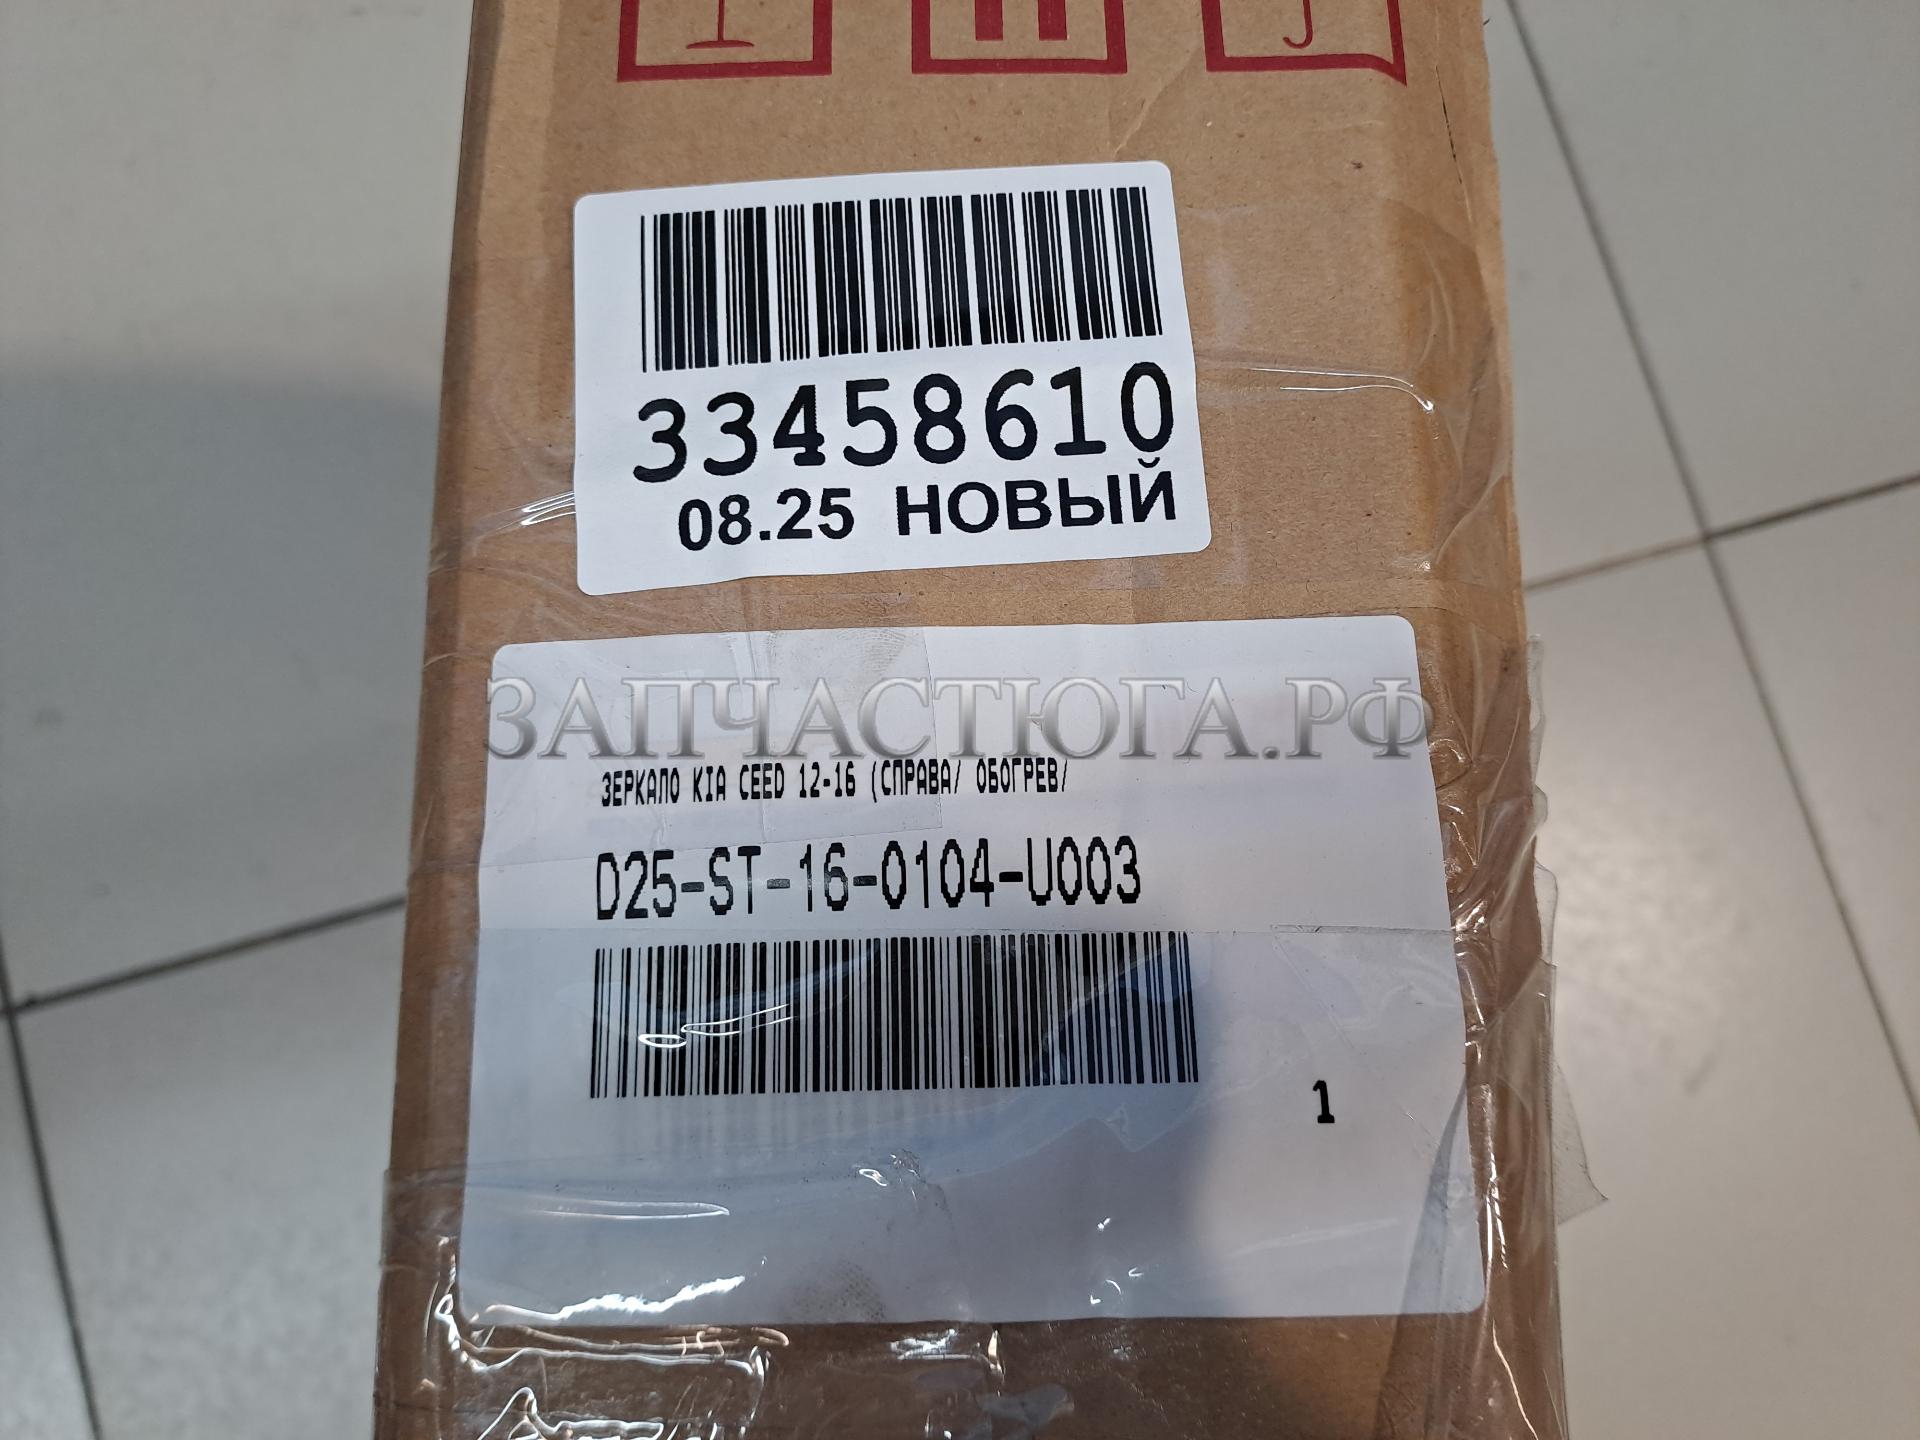 33458610
08.25 НОВЫЙ
ЗАПЧАСТЮГА.РФ
ЗЕРКАЛО KIA CEED 12-16 (СПРАВА/ ОБОГРЕВ/
D25-ST-16-0104-U003
1